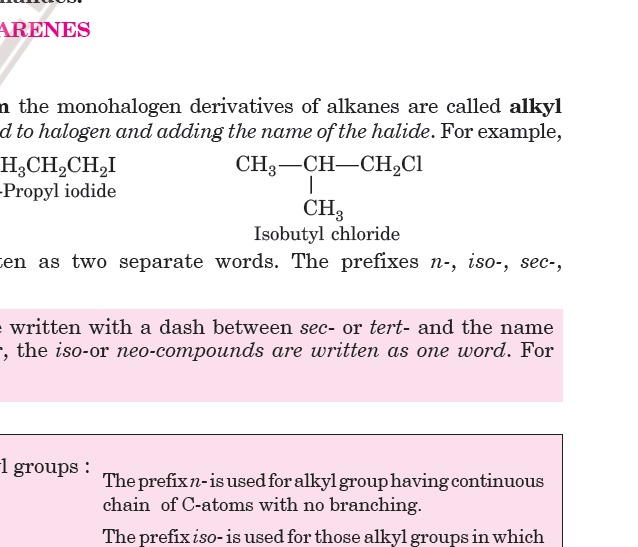 ARENES
the monohalogen derivatives of alkanes are called alkyl
to halogen and adding the name of the halide. For example,
H₃CH₂CH₂I CH₃—CH—CH₂Cl
|
-Propyl iodide CH₃
Isobutyl chloride
ten as two separate words. The prefixes n-, iso-, sec-,
written with a dash between sec- or tert- and the name
, the iso-or neo-compounds are written as one word. For
l groups :
The prefix n- is used for alkyl group having continuous
chain of C-atoms with no branching.
The prefix iso- is used for those alkyl groups in which